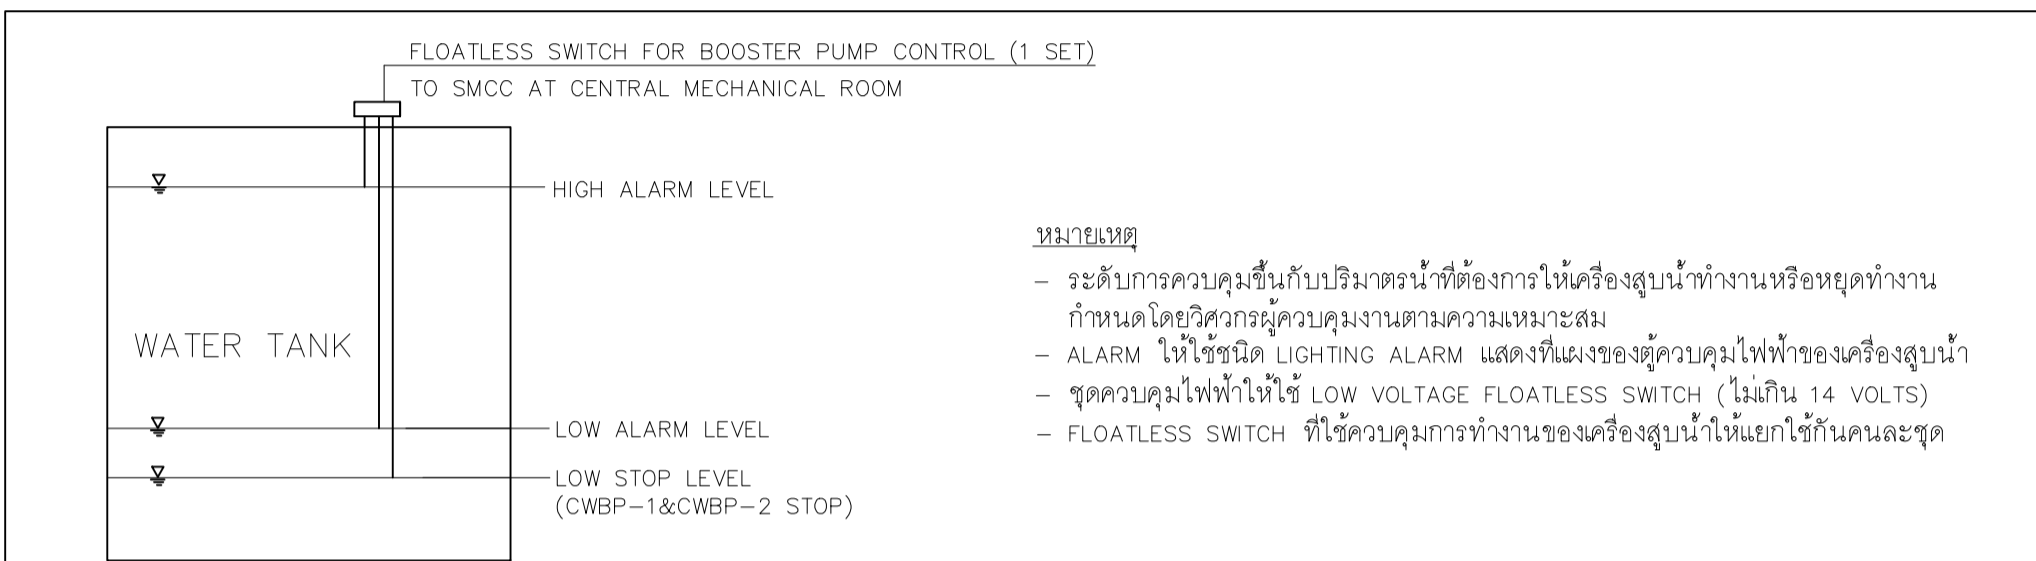 FLOATLESS SWITCH FOR BOOSTER PUMP CONTROL (1 SET)
TO SMCC AT CENTRAL MECHANICAL ROOM
HIGH ALARM LEVEL
WATER TANK
LOW ALARM LEVEL
LOW STOP LEVEL
(CWBP-1&CWBP-2 STOP)
หมายเหตุ
- ระดับการควบคุมขึ้นกับปริมาตรน้ำที่ต้องการให้เครื่องสูบน้ำทำงานหรือหยุดทำงาน
กำหนดโดยวิศวกรผู้ควบคุมงานตามความเหมาะสม
- ALARM ให้ใช้ชนิด LIGHTING ALARM แสดงที่แผงของตู้ควบคุมไฟฟ้าของเครื่องสูบน้ำ
- ชุดควบคุมไฟฟ้าให้ใช้ LOW VOLTAGE FLOATLESS SWITCH (ไม่เกิน 14 VOLTS)
- FLOATLESS SWITCH ที่ใช้ควบคุมการทำงานของเครื่องสูบน้ำให้แยกใช้กันคนละชุด